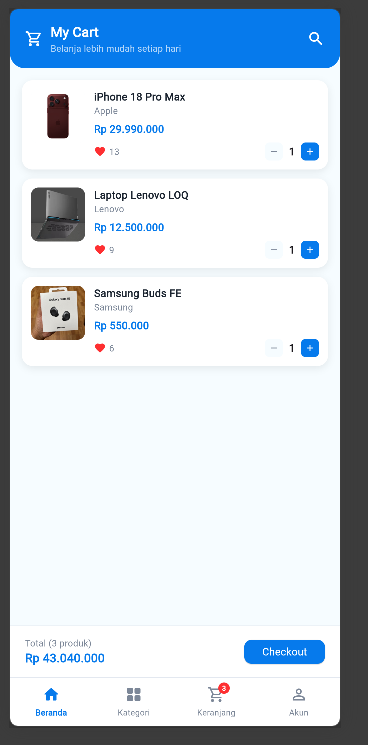 My Cart
Belanja lebih mudah setiap hari
iPhone 18 Pro Max
Apple
Rp 29.990.000
13
− 1 +
Laptop Lenovo LOQ
Lenovo
Rp 12.500.000
9
− 1 +
Samsung Buds FE
Samsung
Rp 550.000
6
− 1 +
Total (3 produk)
Rp 43.040.000
Checkout
3
Beranda
Kategori
Keranjang
Akun